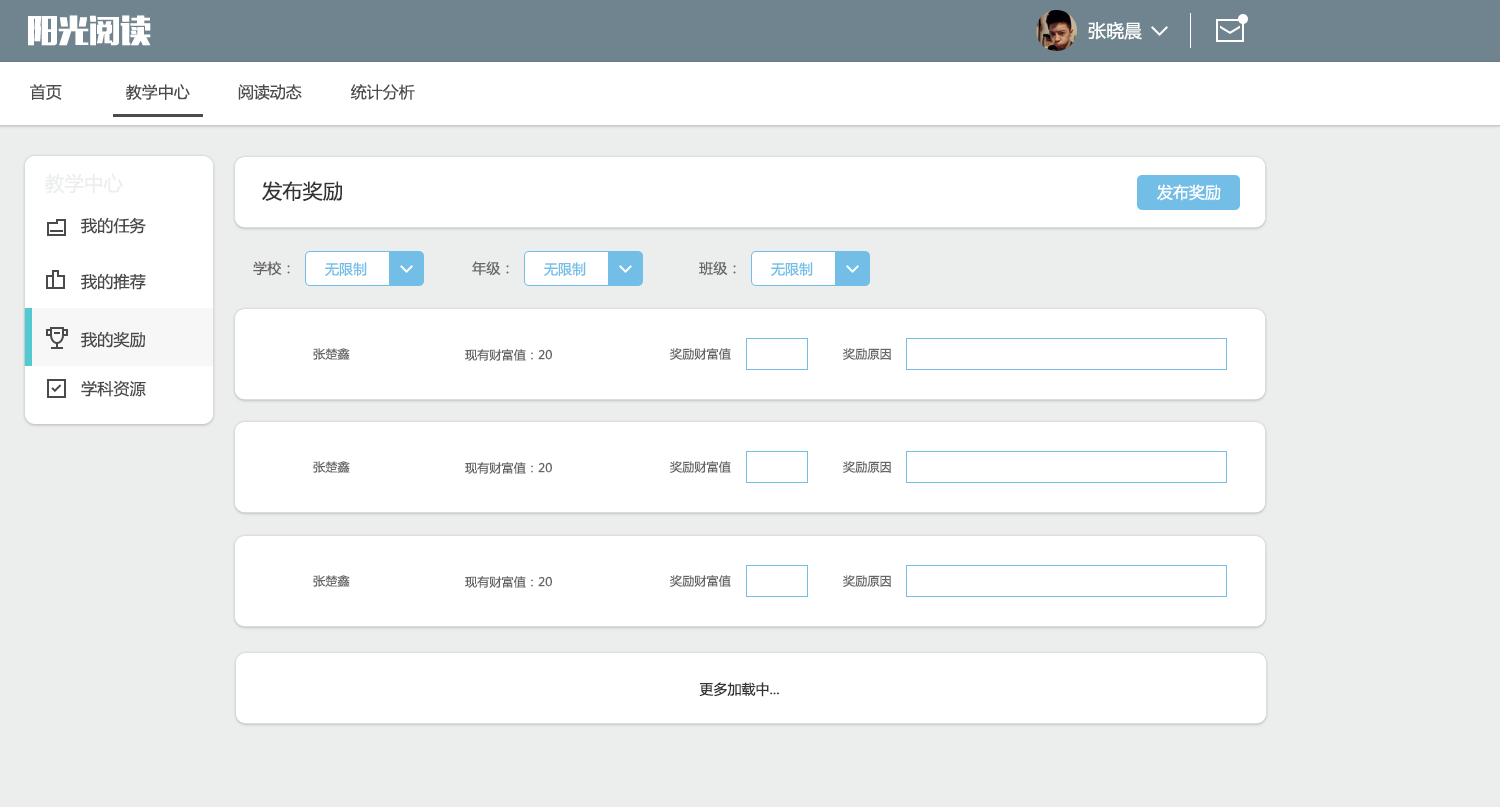 阳光阅读
张晓晨
首页 教学中心 阅读动态 统计分析
教学中心
我的任务
我的推荐
我的奖励
学科资源
发布奖励 发布奖励
学校： 无限制 年级： 无限制 班级： 无限制
张楚鑫 现有财富值：20 奖励财富值 奖励原因
张楚鑫 现有财富值：20 奖励财富值 奖励原因
张楚鑫 现有财富值：20 奖励财富值 奖励原因
更多加载中...